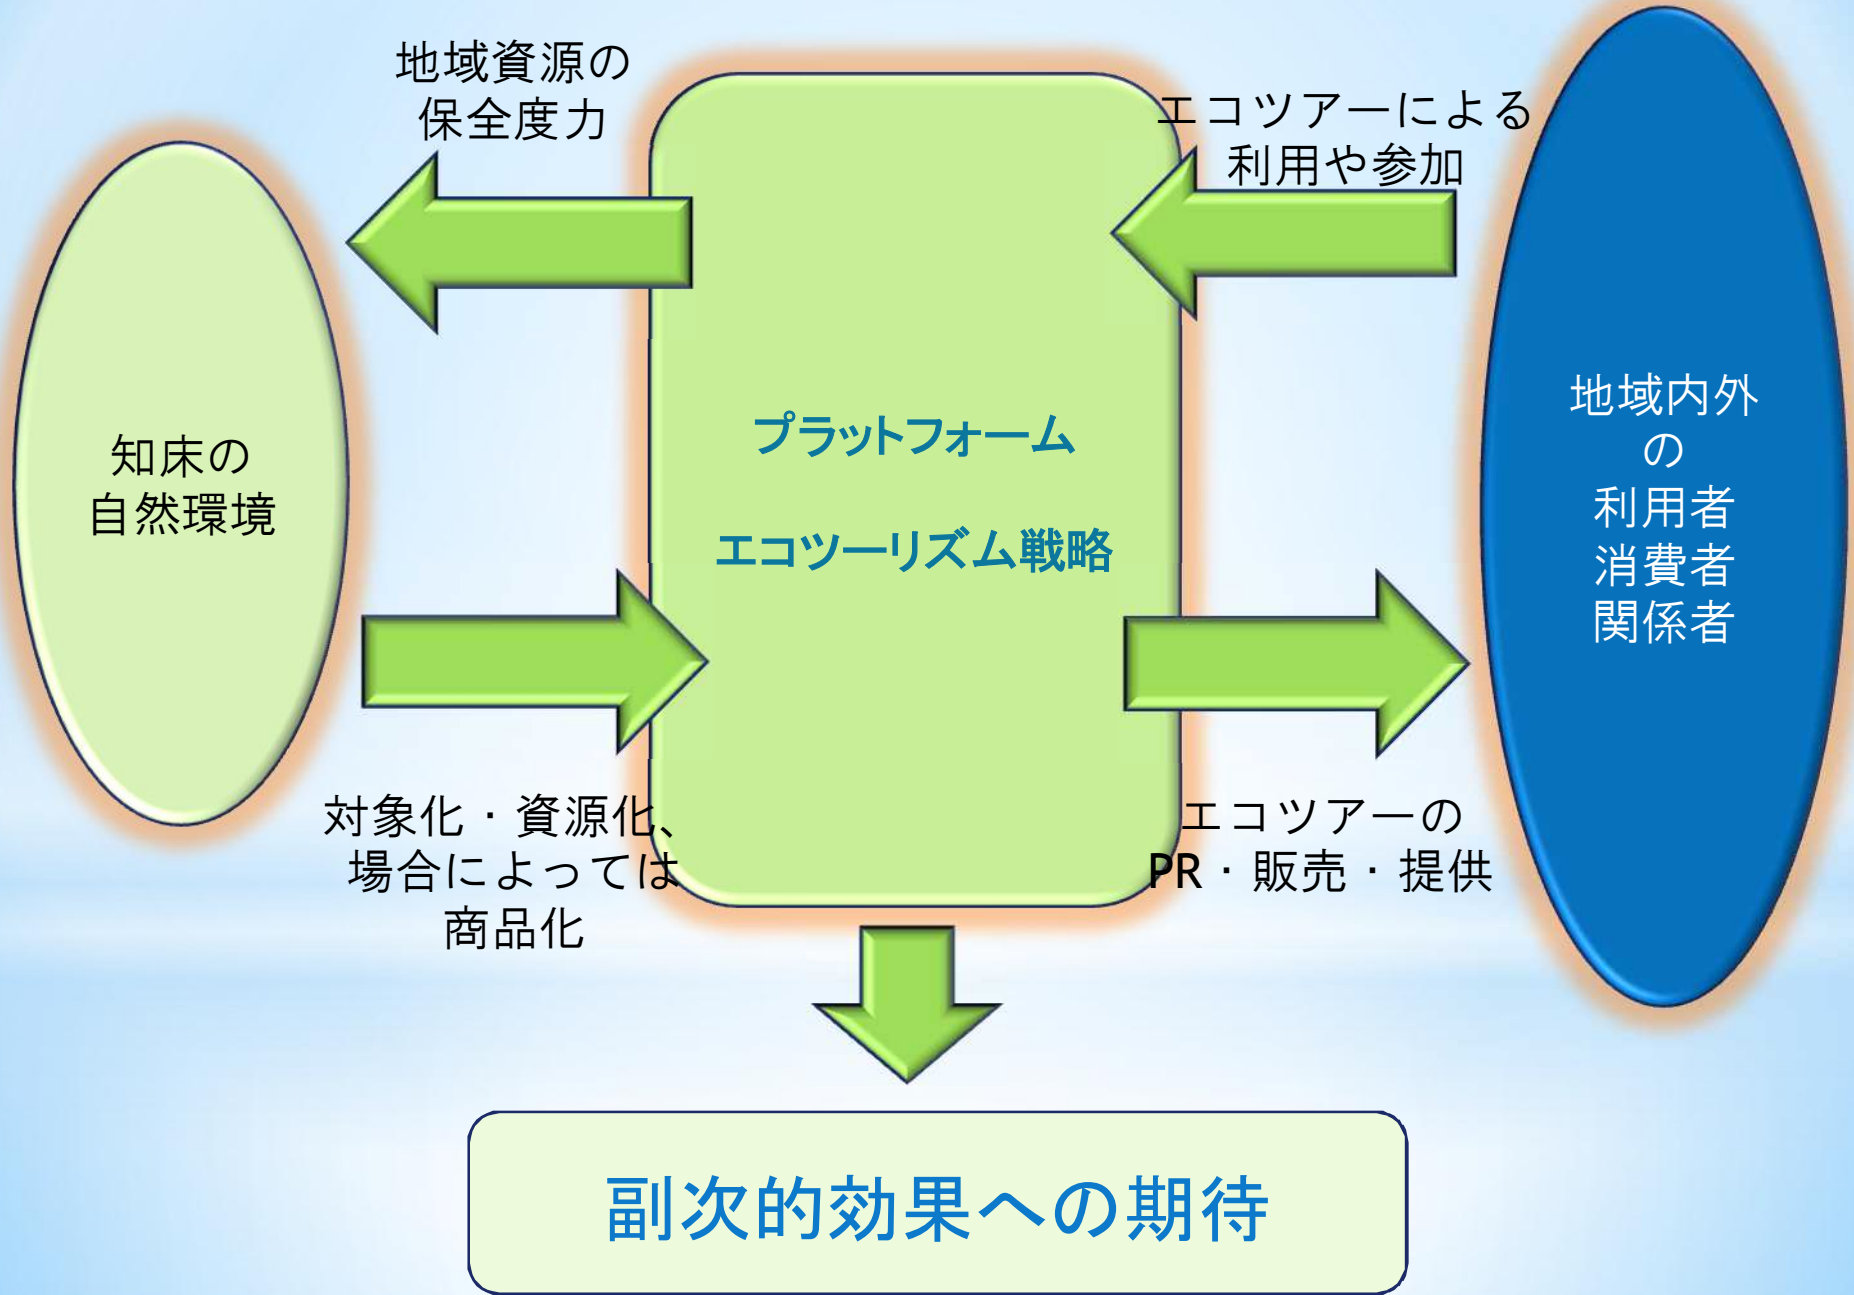 地域資源の
保全度力
エコツアーによる
利用や参加
知床の
自然環境
プラットフォーム
エコツーリズム戦略
地域内外
の
利用者
消費者
関係者
対象化・資源化、
場合によっては
商品化
エコツアーの
PR・販売・提供
副次的効果への期待